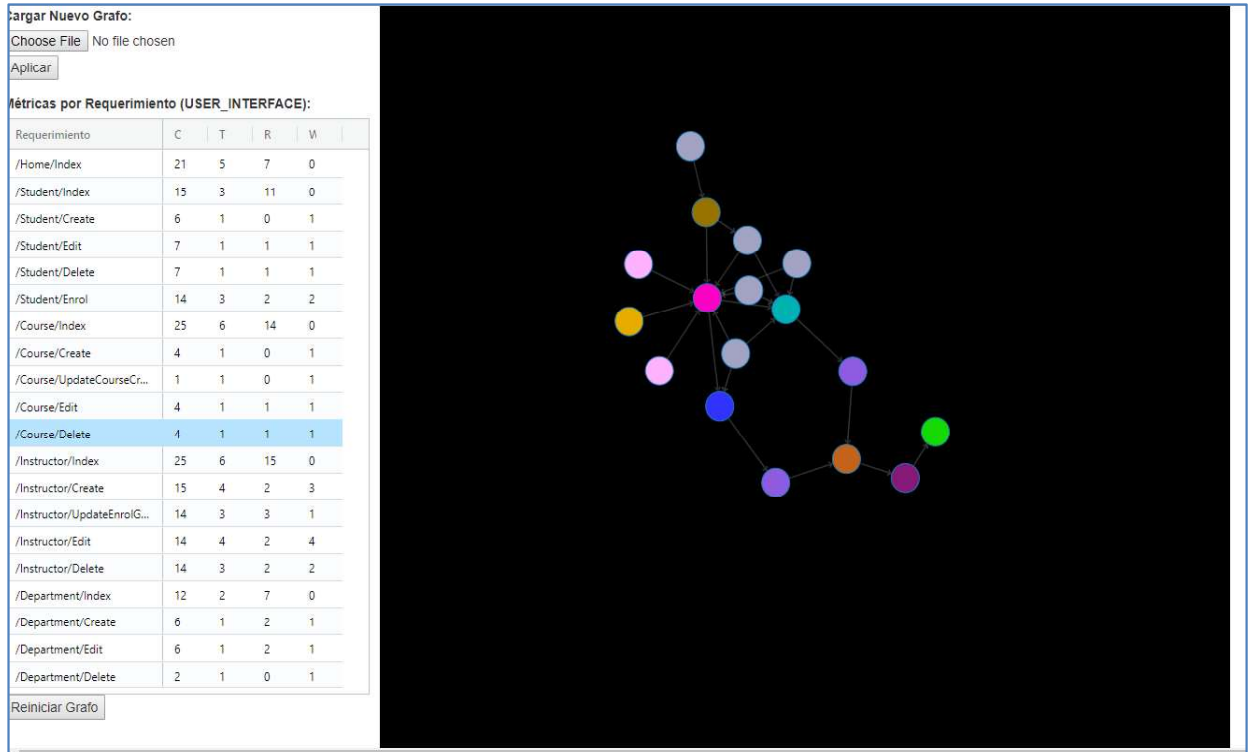 Cargar Nuevo Grafo:
Choose File No file chosen
Aplicar
Métricas por Requerimiento (USER_INTERFACE):
Requerimiento C T R W
/Home/Index 21 5 7 0
/Student/Index 15 3 11 0
/Student/Create 6 1 0 1
/Student/Edit 7 1 1 1
/Student/Delete 7 1 1 1
/Student/Enrol 14 3 2 2
/Course/Index 25 6 14 0
/Course/Create 4 1 0 1
/Course/UpdateCourseCr... 1 1 0 1
/Course/Edit 4 1 1 1
/Course/Delete 4 1 1 1
/Instructor/Index 25 6 15 0
/Instructor/Create 15 4 2 3
/Instructor/UpdateEnrolG... 14 3 3 1
/Instructor/Edit 14 4 2 4
/Instructor/Delete 14 3 2 2
/Department/Index 12 2 7 0
/Department/Create 6 1 2 1
/Department/Edit 6 1 2 1
/Department/Delete 2 1 0 1
Reiniciar Grafo